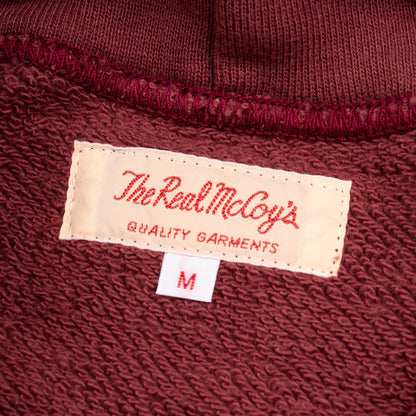 The Real McCoy's
QUALITY GARMENTS
M